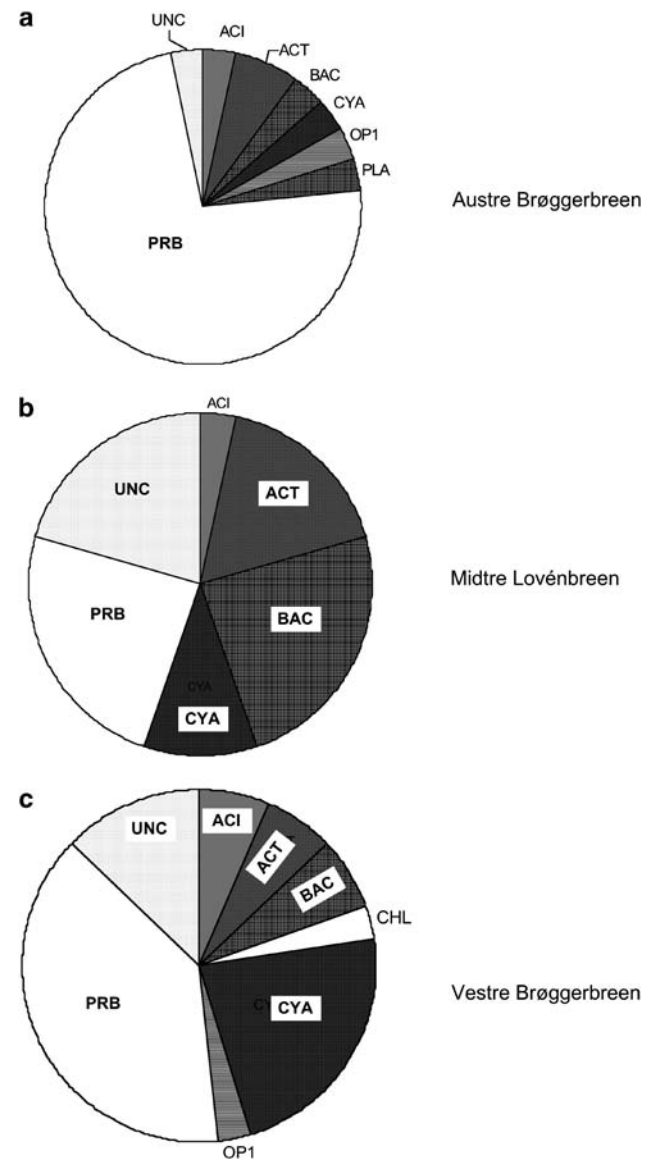 a
UNC
ACI
ACT
BAC
CYA
OP1
PLA
PRB
Austre Brøggerbreen
b
ACI
UNC
ACT
PRB
BAC
CYA
CYA
Midtre Lovénbreen
c
UNC
ACI
ACT
BAC
CHL
PRB
CYA
OP1
Vestre Brøggerbreen